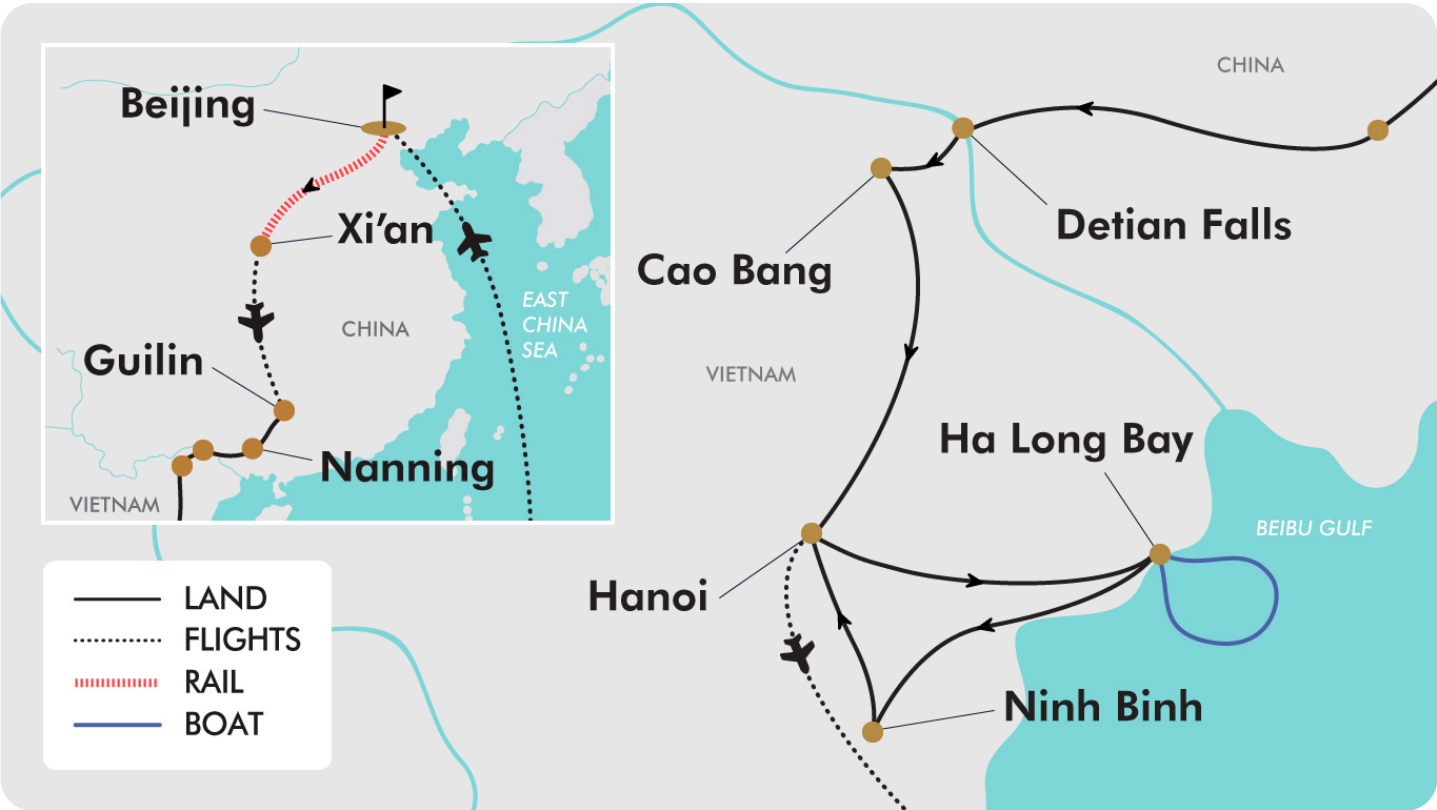 Beijing
Xi’an
CHINA
EAST
CHINA
SEA
Guilin
Nanning
VIETNAM
LAND
FLIGHTS
RAIL
BOAT
CHINA
Detian Falls
Cao Bang
VIETNAM
Ha Long Bay
BEIBU GULF
Hanoi
Ninh Binh